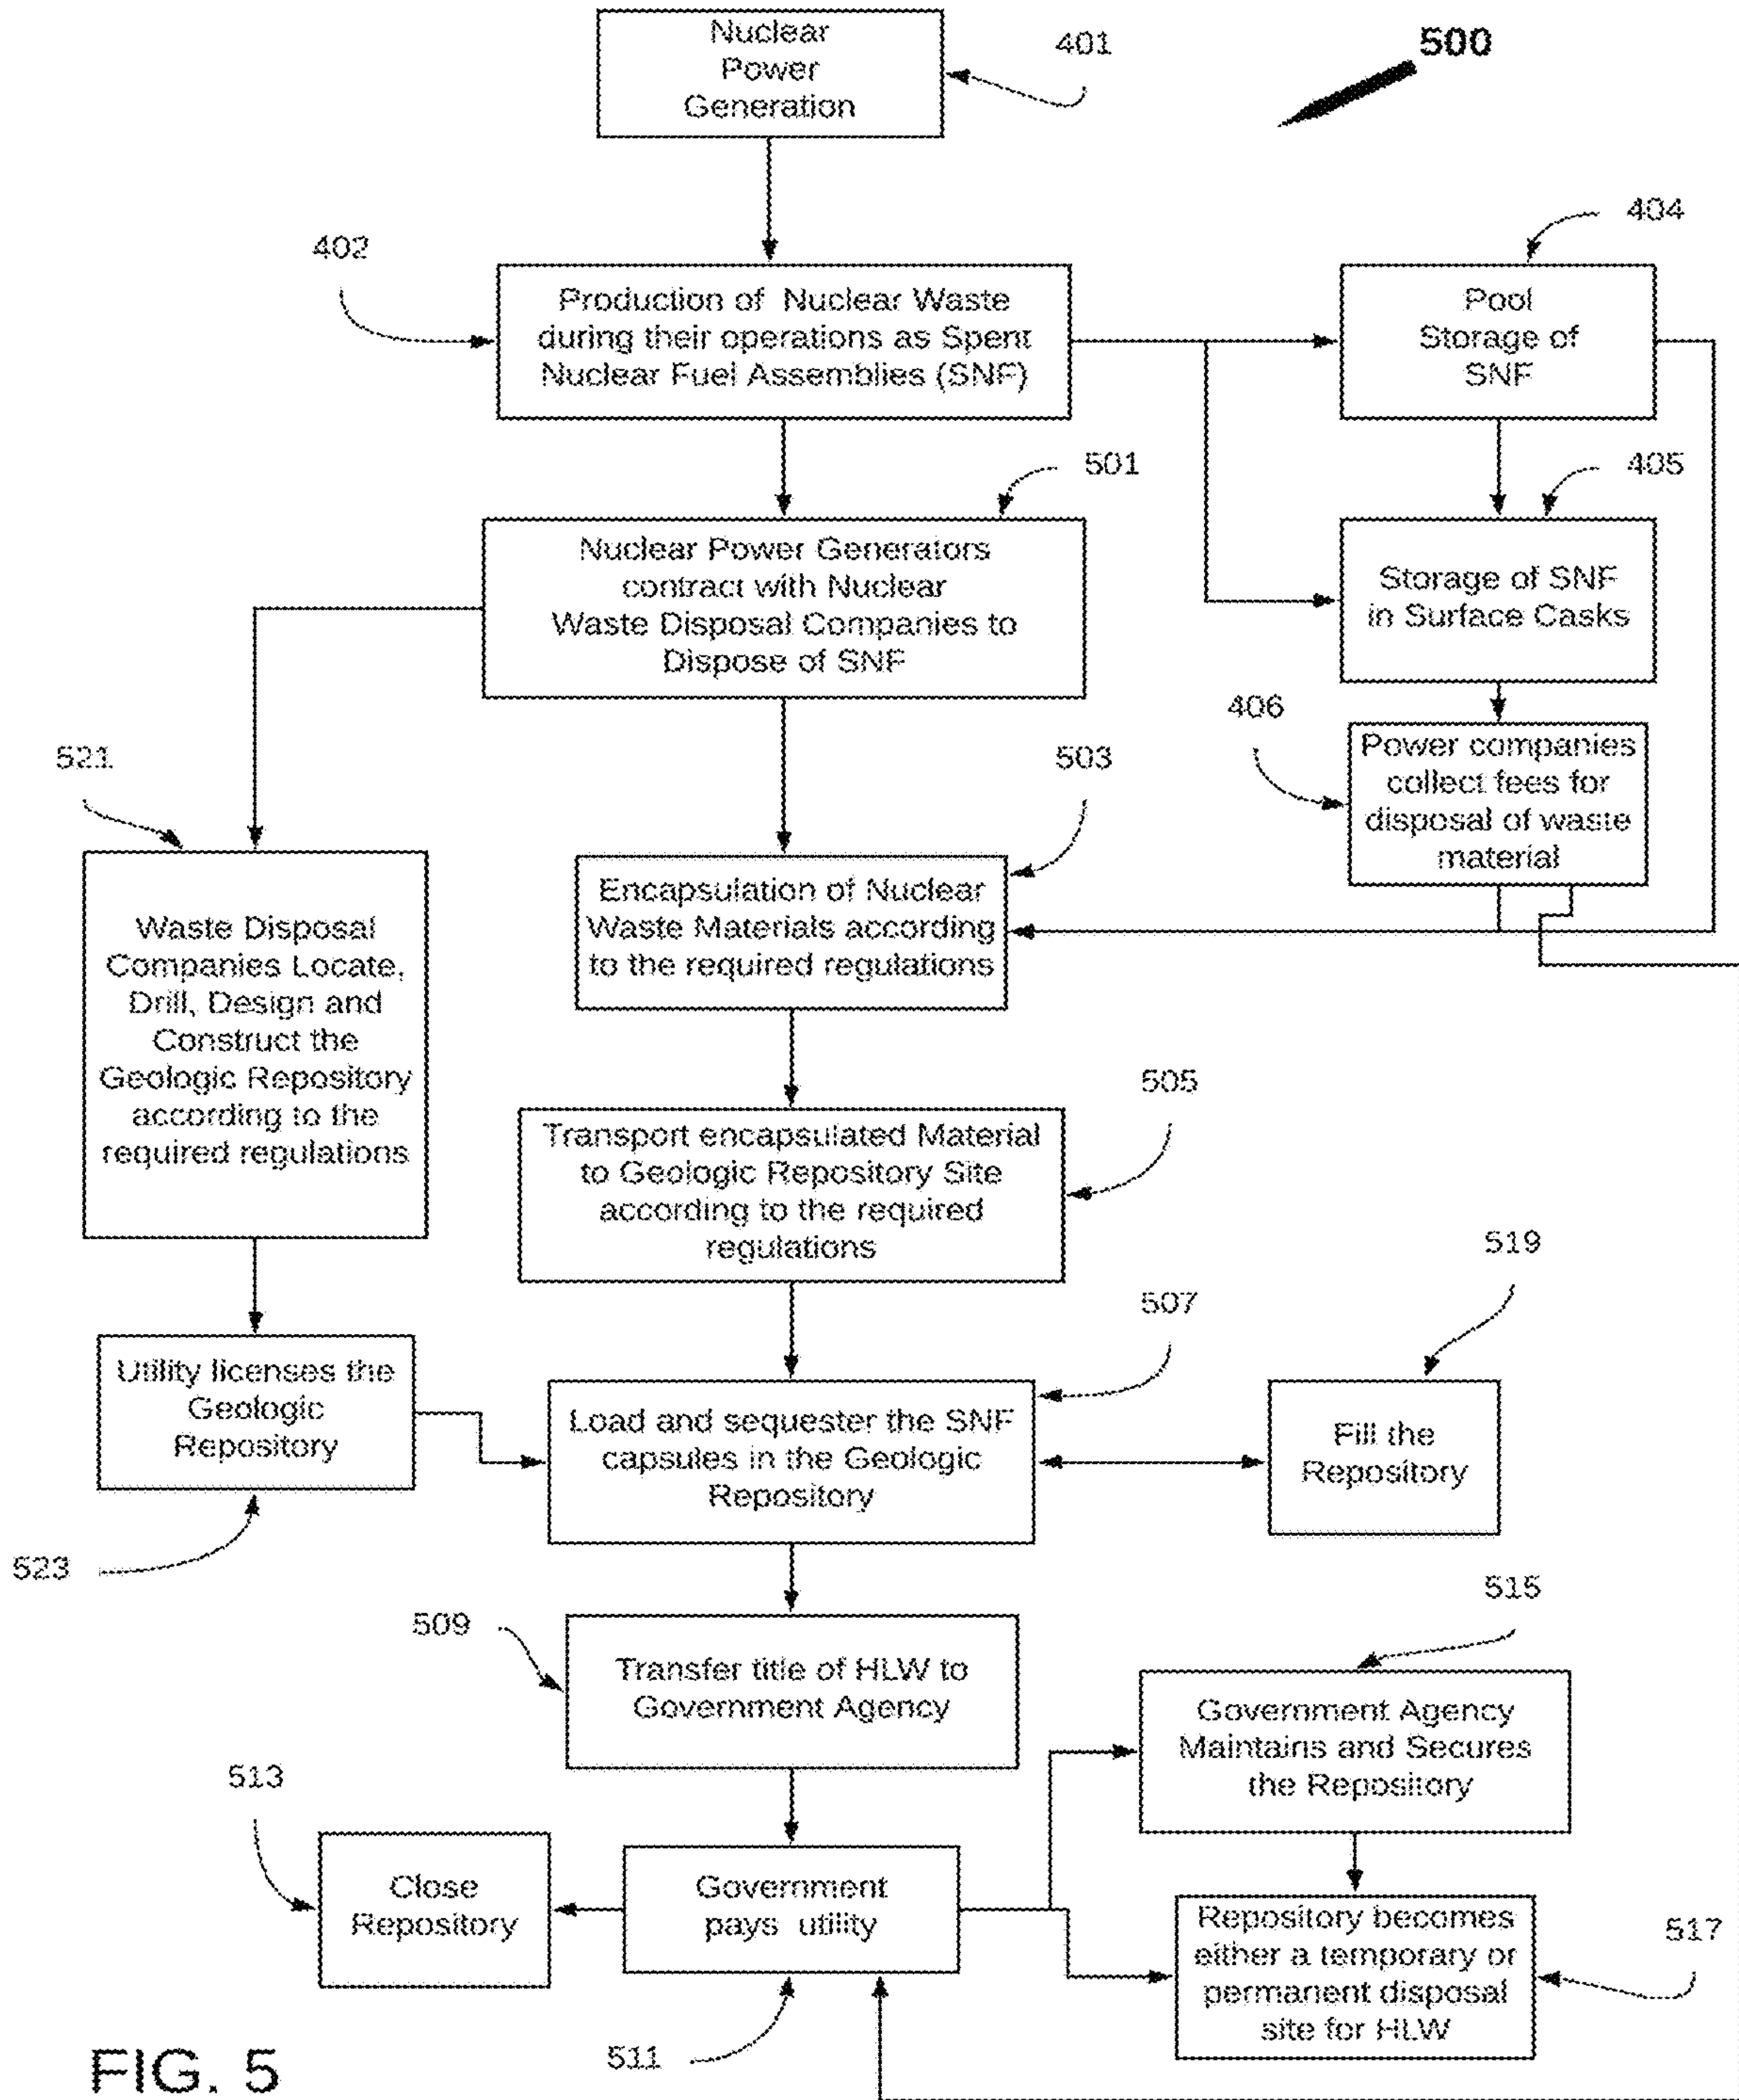 Nuclear
Power
Generation
401
500
402
Production of Nuclear Waste
during their operations as Spent
Nuclear Fuel Assemblies (SNF)
404
Pool
Storage of
SNF
501
Nuclear Power Generators
contract with Nuclear
Waste Disposal Companies to
Dispose of SNF
405
Storage of SNF
in Surface Casks
406
Power companies
collect fees for
disposal of waste
material
521
Waste Disposal
Companies Locate,
Drill, Design and
Construct the
Geologic Repository
according to the
required regulations
503
Encapsulation of Nuclear
Waste Materials according
to the required regulations
505
Transport encapsulated Material
to Geologic Repository Site
according to the required
regulations
Utility licenses the
Geologic
Repository
523
507
Load and sequester the SNF
capsules in the Geologic
Repository
519
Fill the
Repository
509
Transfer title of HLW to
Government Agency
515
Government Agency
Maintains and Secures
the Repository
513
Close
Repository
Government
pays utility
511
Repository becomes
either a temporary or
permanent disposal
site for HLW
517
FIG. 5